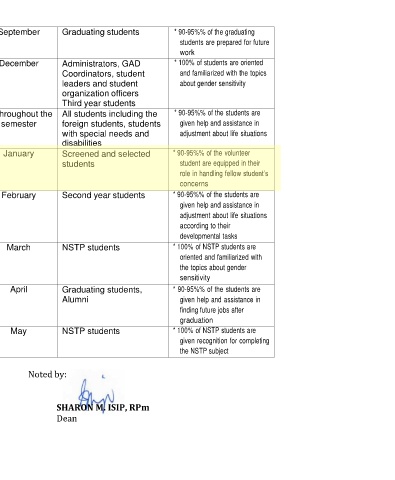 September
Graduating students
* 90-95%% of the graduating
students are prepared for future
work
December
Administrators, GAD
Coordinators, student
leaders and student
organization officers
Third year students
* 100% of students are oriented
and familiarized with the topics
about gender sensitivity
hroughout the
semester
All students including the
foreign students, students
with special needs and
disabilities
* 90-95%% of the students are
given help and assistance in
adjustment about life situations
January
Screened and selected
students
* 90-95%% of the volunteer
student are equipped in their
role in handling fellow student's
concerns
February
Second year students
* 90-95%% of the students are
given help and assistance in
adjustment about life situations
according to their
developmental tasks
March
NSTP students
* 100% of NSTP students are
oriented and familiarized with
the topics about gender
sensitivity
April
Graduating students,
Alumni
* 90-95%% of the students are
given help and assistance in
finding future jobs after
graduation
May
NSTP students
* 100% of NSTP students are
given recognition for completing
the NSTP subject
Noted by:
SHARON M. ISIP, RPm
Dean